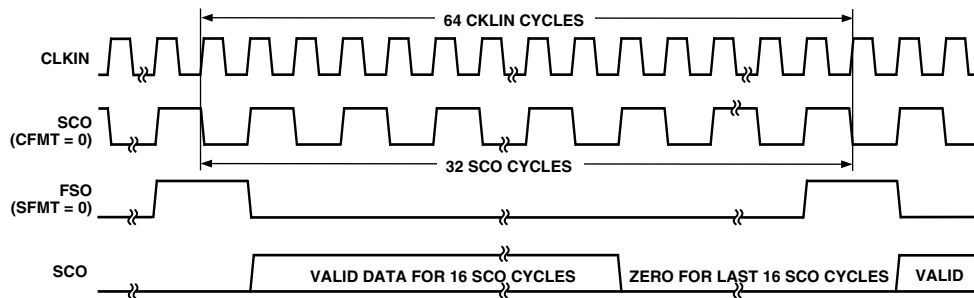 64 CKLIN CYCLES
CLKIN
SCO
(CFMT = 0)
32 SCO CYCLES
FSO
(SFMT = 0)
SCO
VALID DATA FOR 16 SCO CYCLES
ZERO FOR LAST 16 SCO CYCLES
VALID